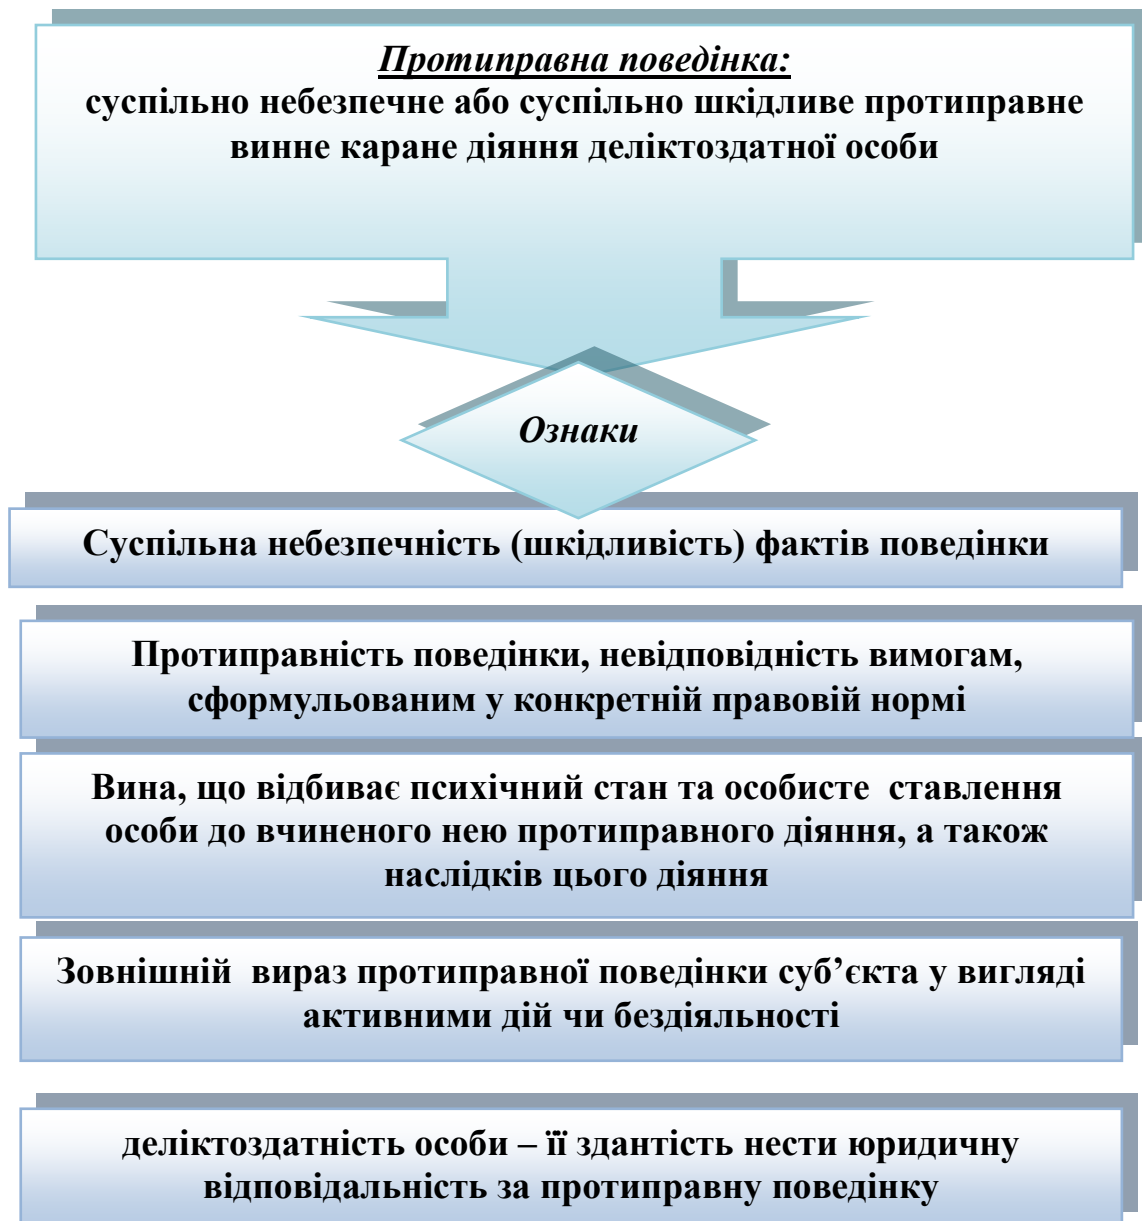 Протиправна поведінка:
суспільно небезпечне або суспільно шкідливе протиправне
винне каране діяння деліктоздатної особи
Ознаки
Суспільна небезпечність (шкідливість) фактів поведінки
Протиправність поведінки, невідповідність вимогам,
сформульованим у конкретній правовій нормі
Вина, що відбиває психічний стан та особисте ставлення
особи до вчиненого нею протиправного діяння, а також
наслідків цього діяння
Зовнішній вираз протиправної поведінки суб’єкта у вигляді
активними дій чи бездіяльності
деліктоздатність особи – її здантість нести юридичну
відповідальність за протиправну поведінку